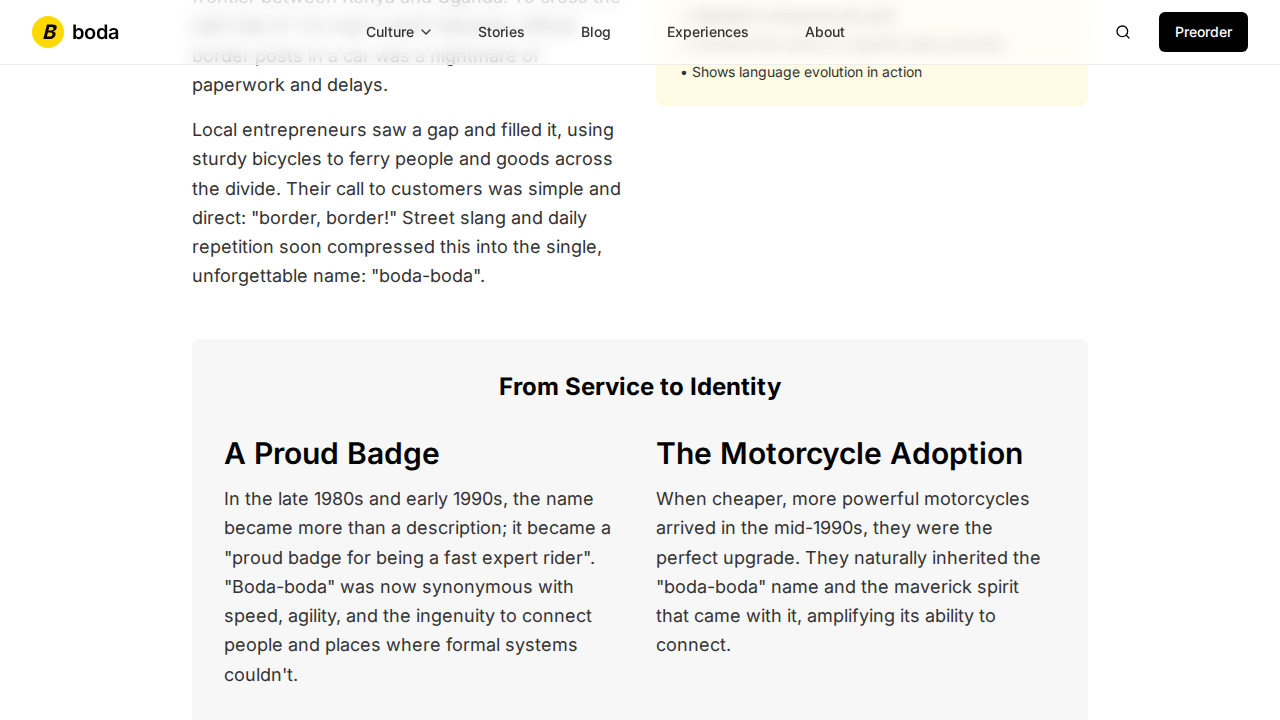 B boda
Culture
Stories
Blog
Experiences
About
Preorder
border posts in a car was a nightmare of
paperwork and delays.
• Shows language evolution in action
Local entrepreneurs saw a gap and filled it, using
sturdy bicycles to ferry people and goods across
the divide. Their call to customers was simple and
direct: "border, border!" Street slang and daily
repetition soon compressed this into the single,
unforgettable name: "boda-boda".
From Service to Identity
A Proud Badge
In the late 1980s and early 1990s, the name
became more than a description; it became a
"proud badge for being a fast expert rider".
"Boda-boda" was now synonymous with
speed, agility, and the ingenuity to connect
people and places where formal systems
couldn't.
The Motorcycle Adoption
When cheaper, more powerful motorcycles
arrived in the mid-1990s, they were the
perfect upgrade. They naturally inherited the
"boda-boda" name and the maverick spirit
that came with it, amplifying its ability to
connect.